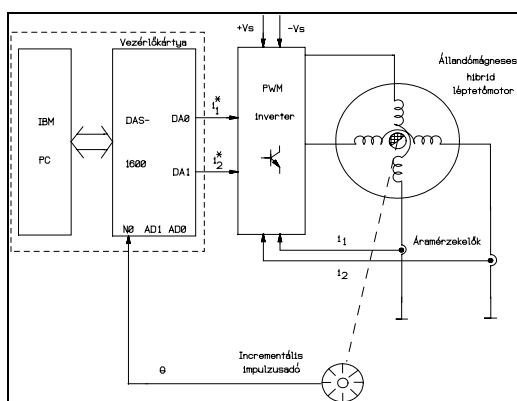 +Vs
-Vs
Vezérlőkártya
Állandómágneses
hibrid
léptetőmotor
IBM
PC
DAS-
1600
DA0
DA1
N0 AD1 AD0
i₁*
i₂*
PWM
inverter
i₁
i₂
Áramérzekelők
Incrementális
impulzusadó
θ